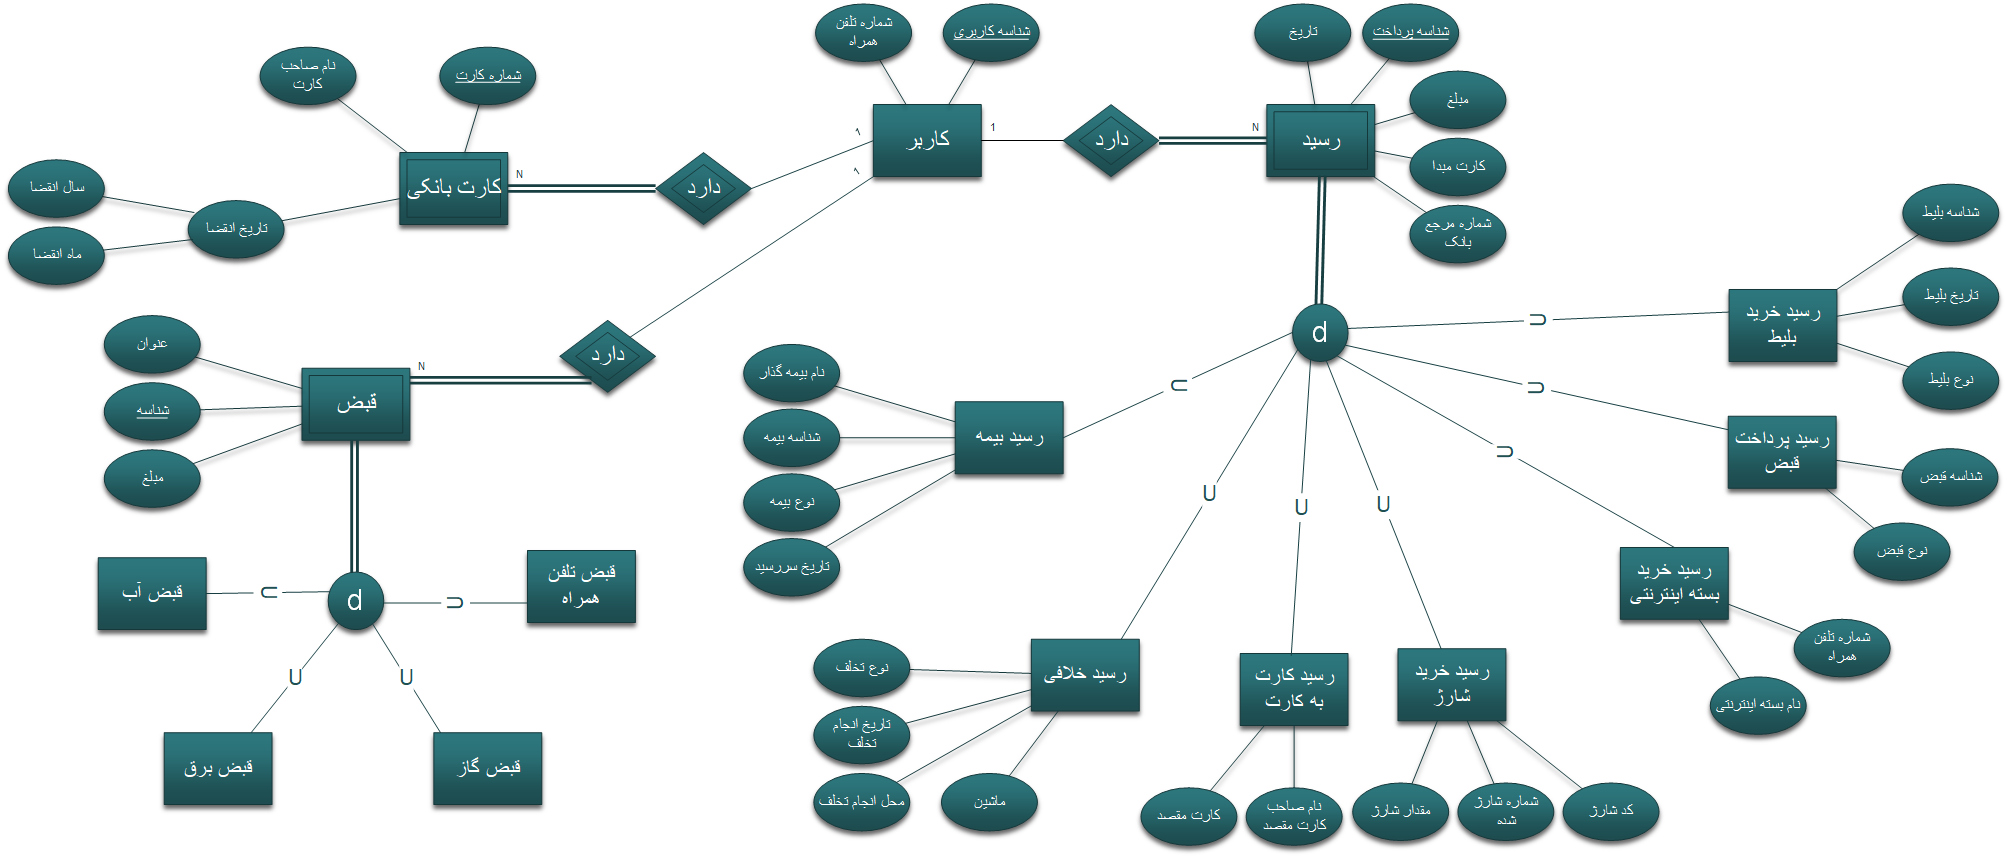 شماره تلفن
همراه
شناسه کاربری
تاریخ
شناسه پرداخت
نام صاحب
کارت
شماره کارت
مبلغ
کاربر
1
دارد
N
رسید
1
کارت مبدا
سال انقضا
کارت بانکی
N
دارد
1
تاریخ انقضا
ماه انقضا
شماره مرجع
بانک
شناسه بلیط
تاریخ بلیط
رسید خرید
بلیط
نوع بلیط
عنوان
دارد
d
U
U
U
N
قبض
شناسه
مبلغ
نام بیمه گذار
شناسه بیمه
نوع بیمه
تاریخ سررسید
رسید بیمه
رسید پرداخت
قبض
شناسه قبض
نوع قبض
U
U
U
U
رسید خرید
بسته اینترنتی
شماره تلفن
همراه
نام بسته اینترنتی
قبض آب
U
d
U
قبض تلفن
همراه
U
U
قبض برق
قبض گاز
نوع تخلف
تاریخ انجام
تخلف
محل انجام تخلف
ماشین
رسید خلافی
رسید کارت
به کارت
رسید خرید
شارژ
کارت مقصد
نام صاحب
کارت مقصد
مقدار شارژ
شماره شارژ
شده
کد شارژ